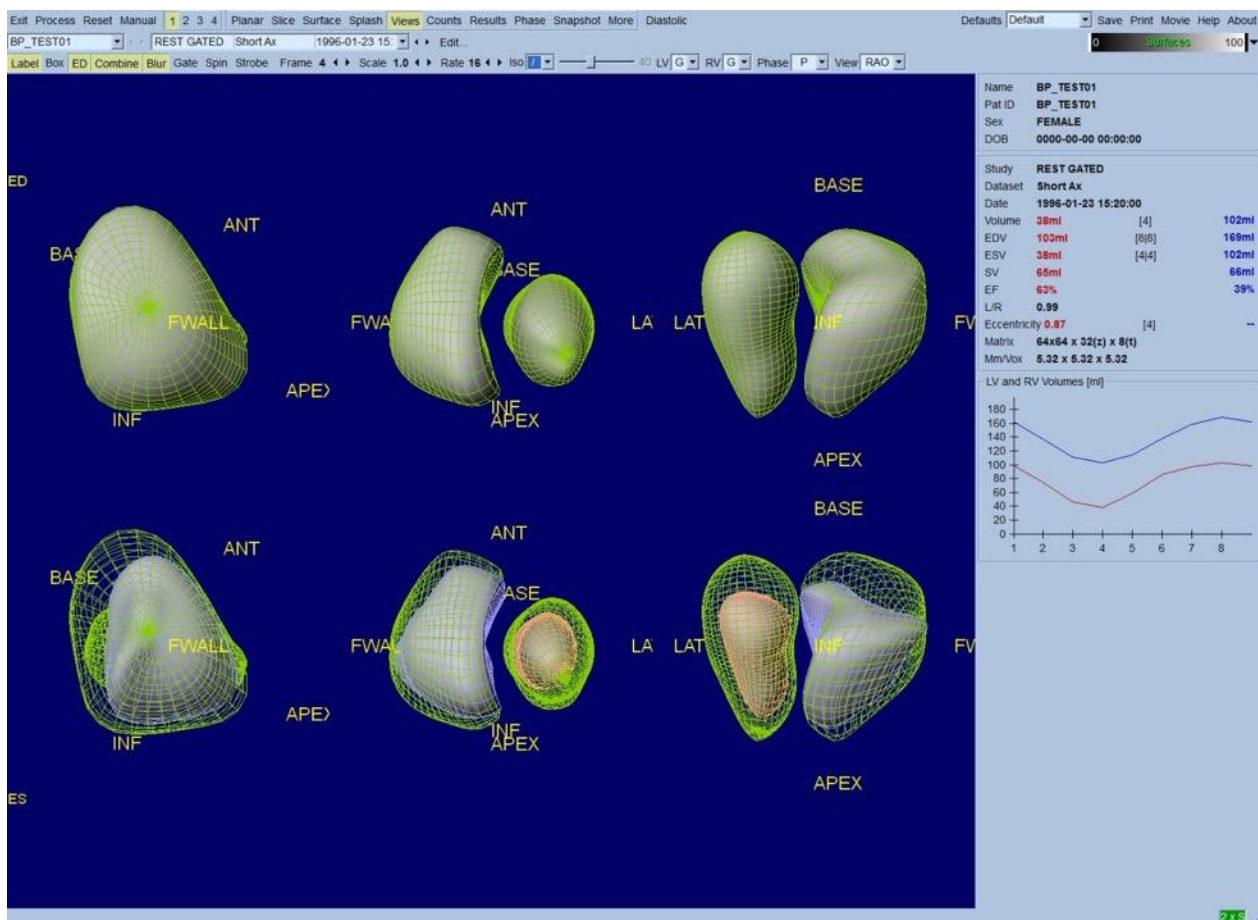 Exit Process Reset Manual 1 2 3 4 Planar Slice Surface Splash Views Counts Results Phase Snapshot More Diastolic Defaults Default Save Print Movie Help About
BP_TEST01 REST GATED Short Ax 1996-01-23 15: Edit... 0 Surfaces 100
Label Box ED Combine Blur Gate Spin Strobe Frame 4 Scale 1.0 Rate 16 Iso / 40 LV G RV G Phase P View RAO
Name BP_TEST01
Pat ID BP_TEST01
Sex FEMALE
DOB 0000-00-00 00:00:00
Study REST GATED
Dataset Short Ax
Date 1996-01-23 15:20:00
Volume 38ml [4] 102ml
EDV 103ml [8|8] 169ml
ESV 38ml [4|4] 102ml
SV 65ml 66ml
EF 63% 39%
L/R 0.99
Eccentricity 0.87 [4] --
Matrix 64x64 x 32(z) x 8(t)
Mm/Vox 5.32 x 5.32 x 5.32
LV and RV Volumes [ml]
180
160
140
120
100
80
60
40
20
0
1 2 3 4 5 6 7 8
ED
BASE
ANT ANT
BAS BASE
FWALL FWA LA LAT INF FW
APEX
INF INF
APEX
APEX
BASE
ANT ANT
BASE ASE
FWALL FWAL LA LAT INF FW
APEX
INF INF
APEX
APEX
ES
2 x S